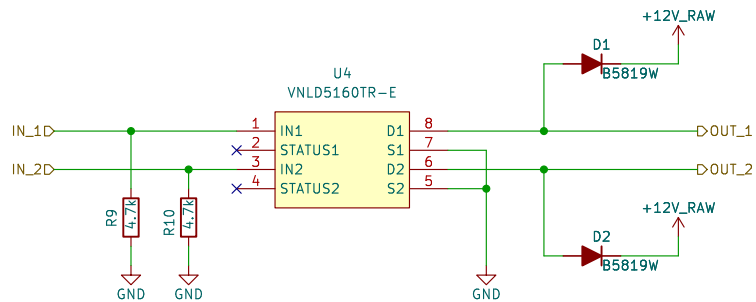 +12V_RAW
D1
B5819W
U4
VNLD5160TR-E
IN_1
1
IN1
D1
8
OUT_1
2
STATUS1
S1
7
IN_2
3
IN2
D2
6
OUT_2
4
STATUS2
S2
5
R9
4.7k
R10
4.7k
+12V_RAW
D2
B5819W
GND
GND
GND